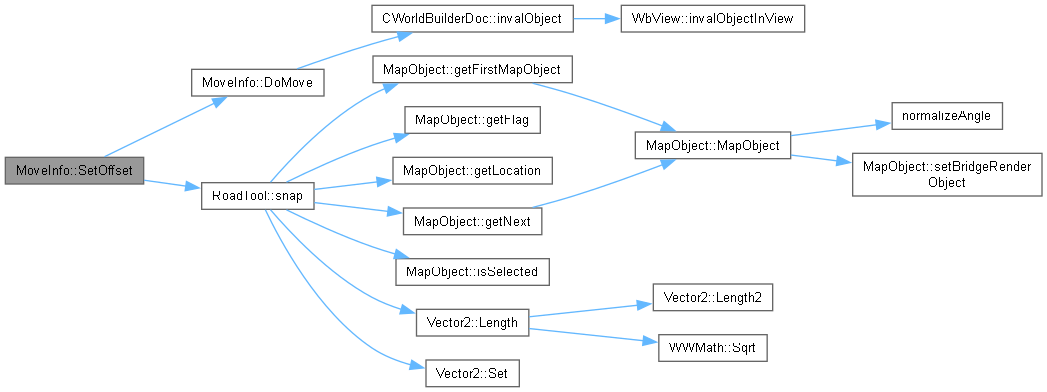 CWorldBuilderDoc::invalObject
WbView::invalObjectInView
MoveInfo::DoMove
MapObject::getFirstMapObject
MapObject::getFlag
normalizeAngle
MapObject::MapObject
MoveInfo::SetOffset
MapObject::getLocation
MapObject::setBridgeRender
Object
RoadTool::snap
MapObject::getNext
MapObject::isSelected
Vector2::Length2
Vector2::Length
WWMath::Sqrt
Vector2::Set